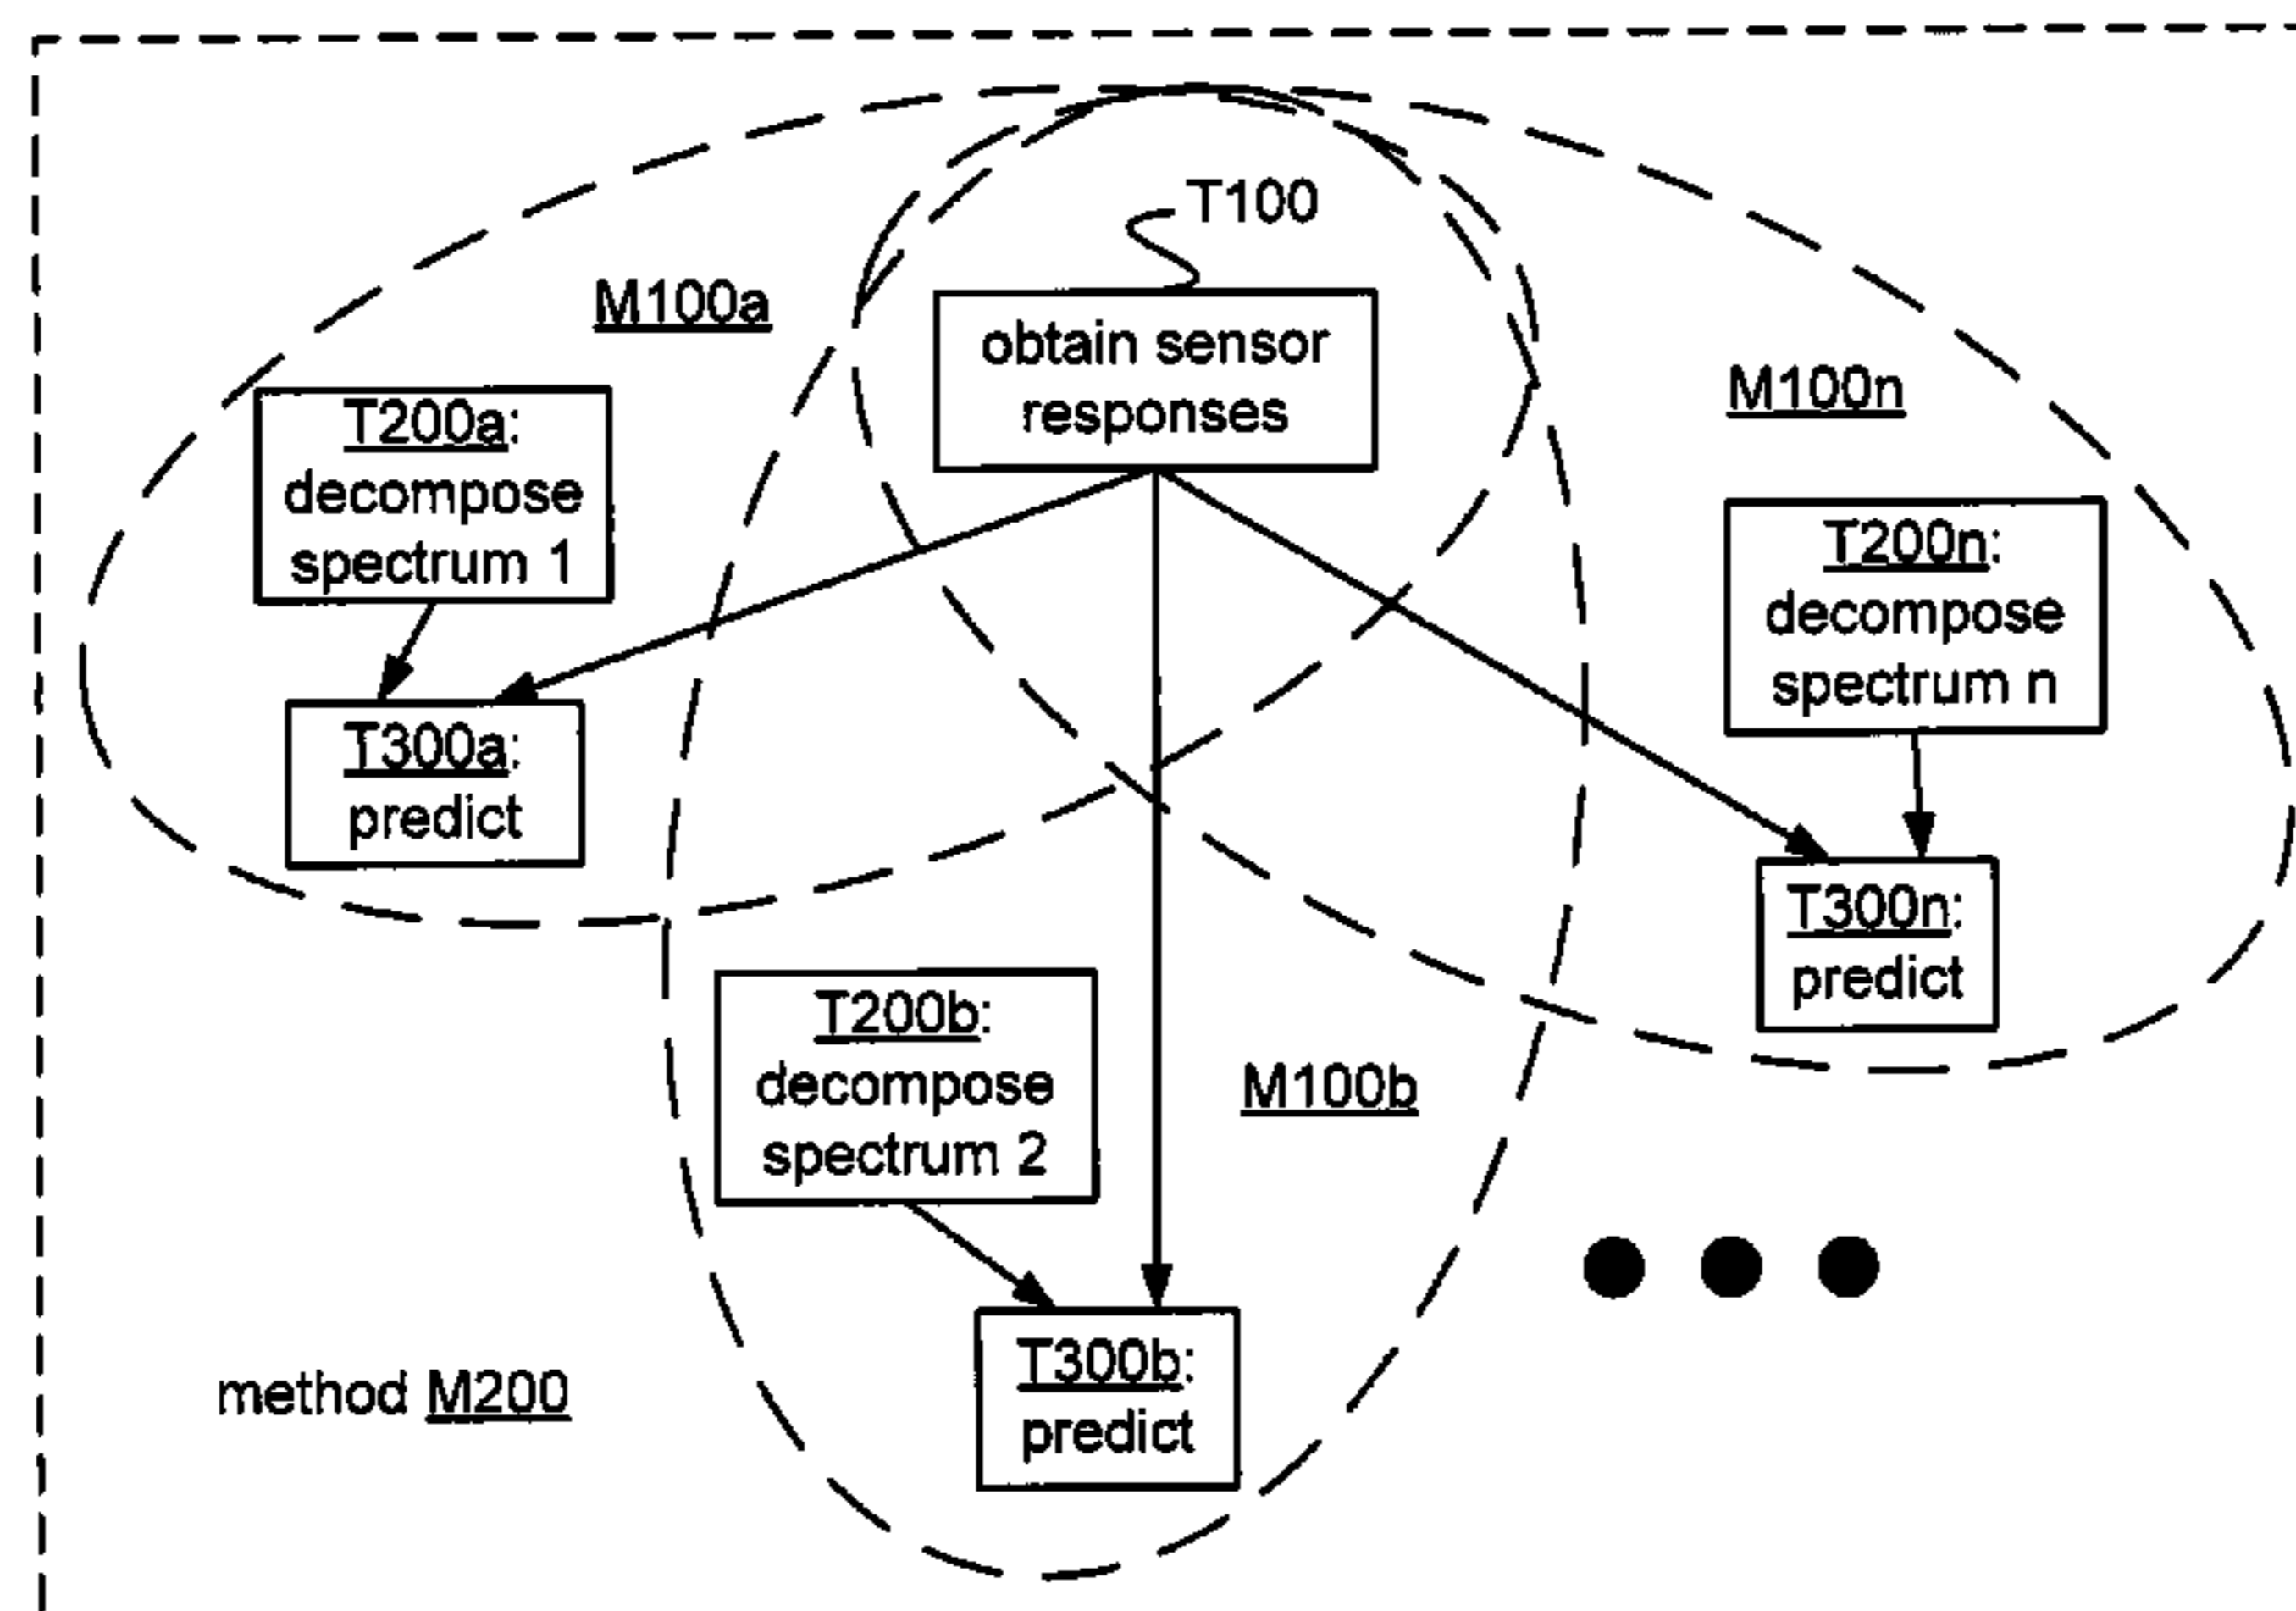 T100
M100a
obtain sensor
responses
M100n
T200a:
decompose
spectrum 1
T200n:
decompose
spectrum n
T300a:
predict
T300n:
predict
T200b:
decompose
spectrum 2
M100b
T300b:
predict
method M200